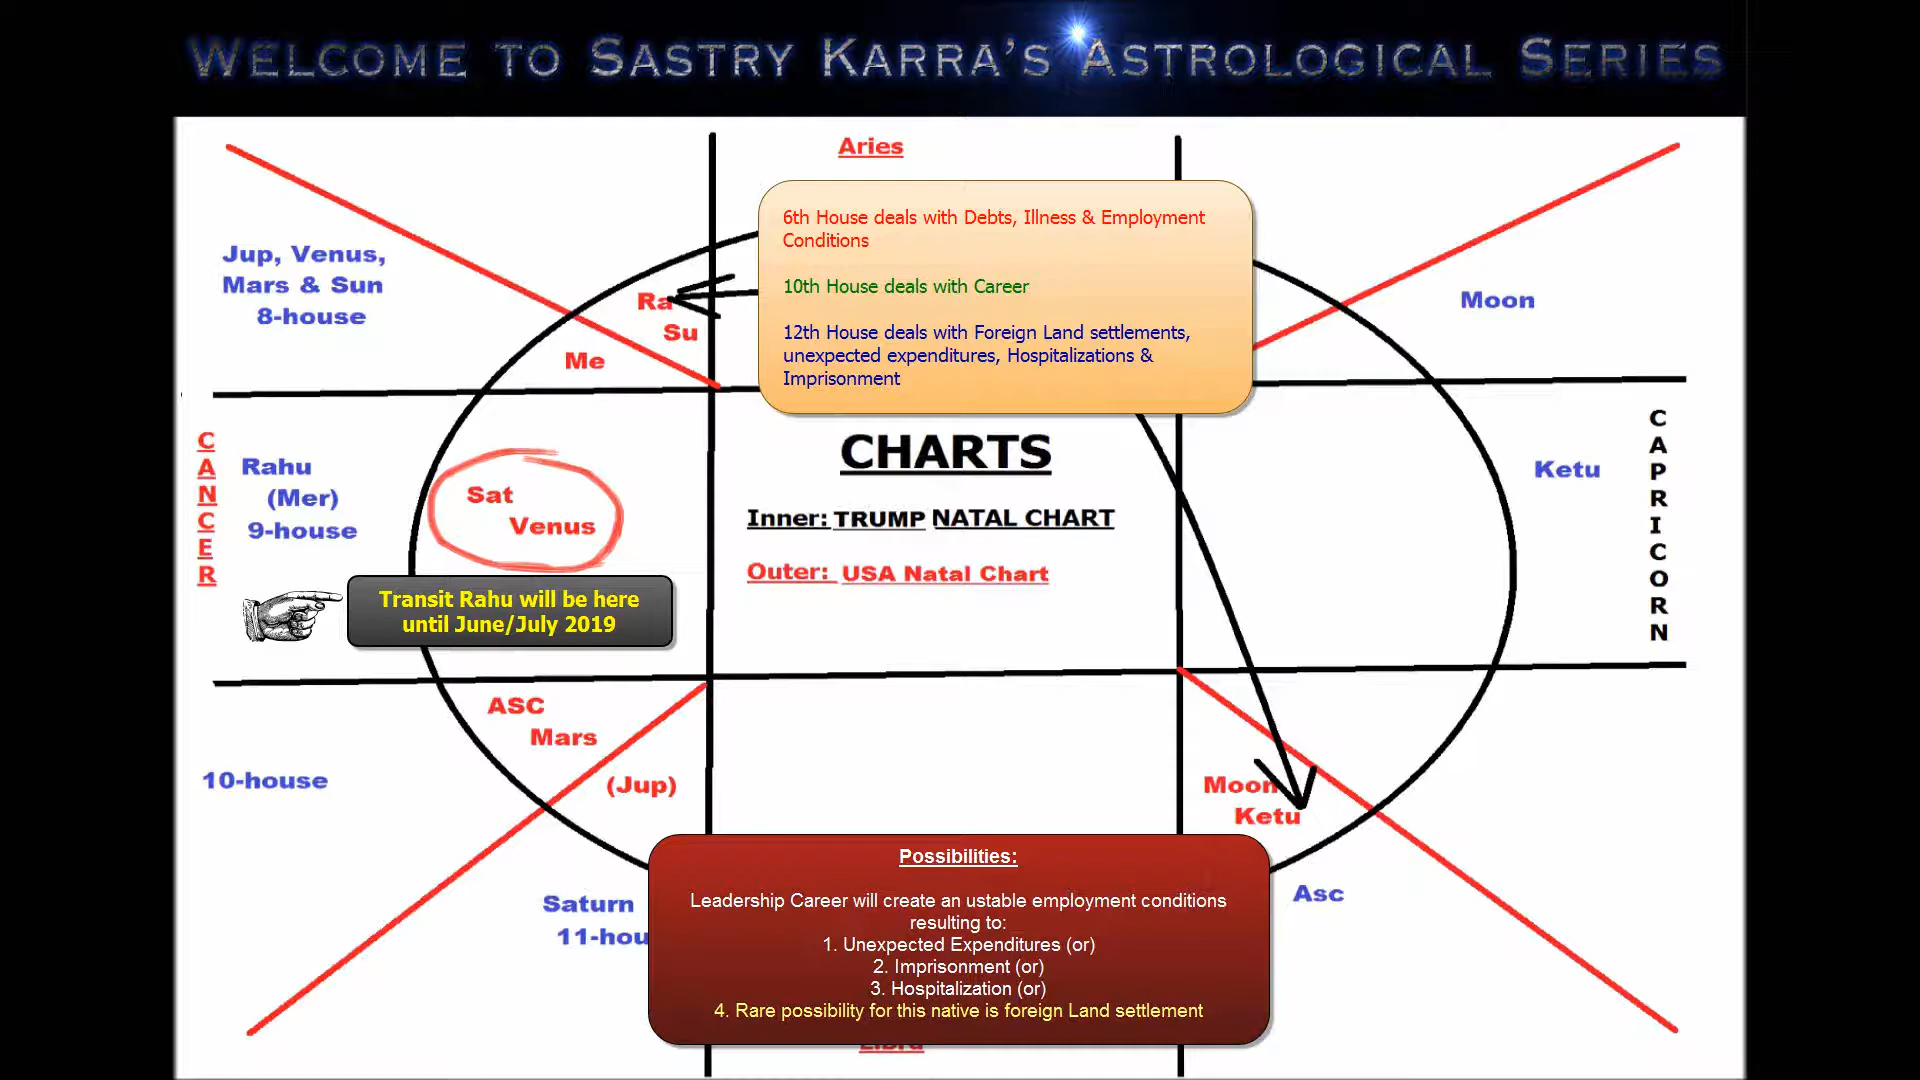 WELCOME TO SASTRY KARRA'S ASTROLOGICAL SERIES
Aries
6th House deals with Debts, Illness & Employment
Conditions
10th House deals with Career
12th House deals with Foreign Land settlements,
unexpected expenditures, Hospitalizations &
Imprisonment
Jup, Venus,
Mars & Sun
8-house
Ra
Su
Me
Moon
CANCER
Rahu
(Mer)
9-house
Sat
Venus
CHARTS
Inner: TRUMP NATAL CHART
Outer: USA Natal Chart
Ketu
CAPRICORN
Transit Rahu will be here
until June/July 2019
ASC
Mars
(Jup)
10-house
Moon
Ketu
Saturn
11-hou
Asc
Possibilities:
Leadership Career will create an ustable employment conditions
resulting to:
1. Unexpected Expenditures (or)
2. Imprisonment (or)
3. Hospitalization (or)
4. Rare possibility for this native is foreign Land settlement